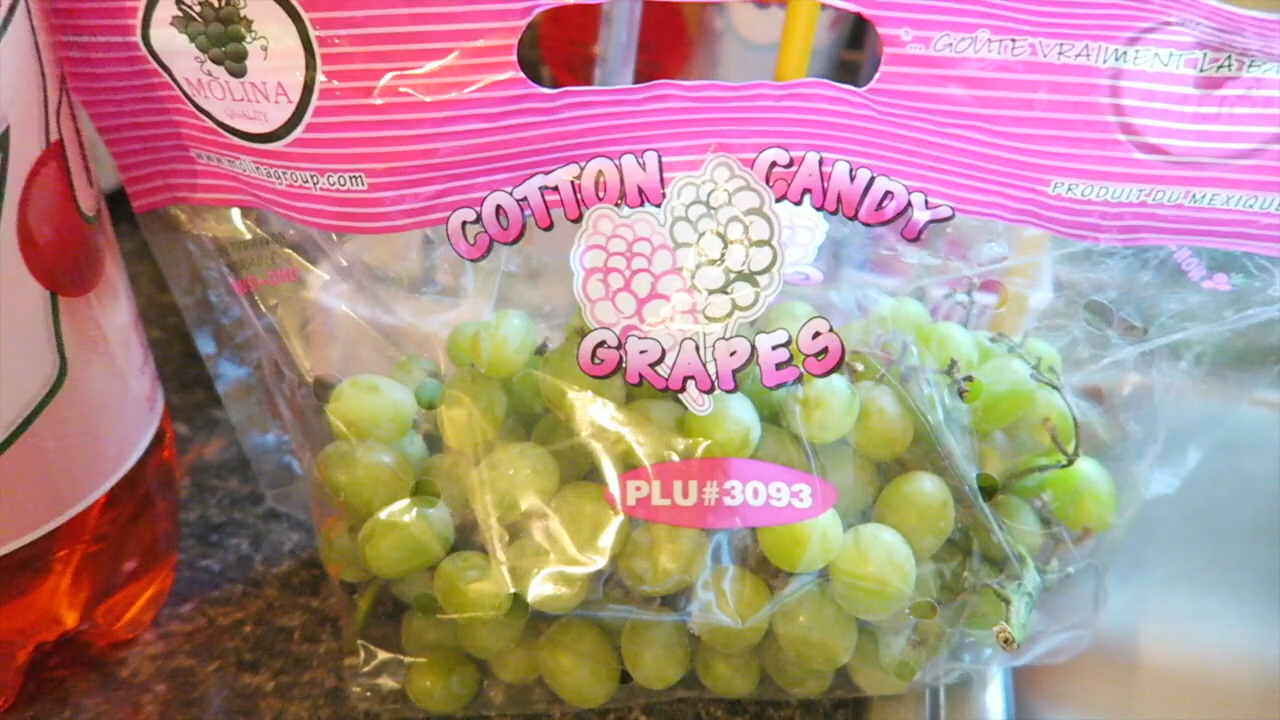 MOLINA
QUALITY
www.molinagroup.com
"... GOÛTE VRAIMENT LA
PRODUIT DU MEXIQUE
COTTON CANDY
GRAPES
PLU#3093